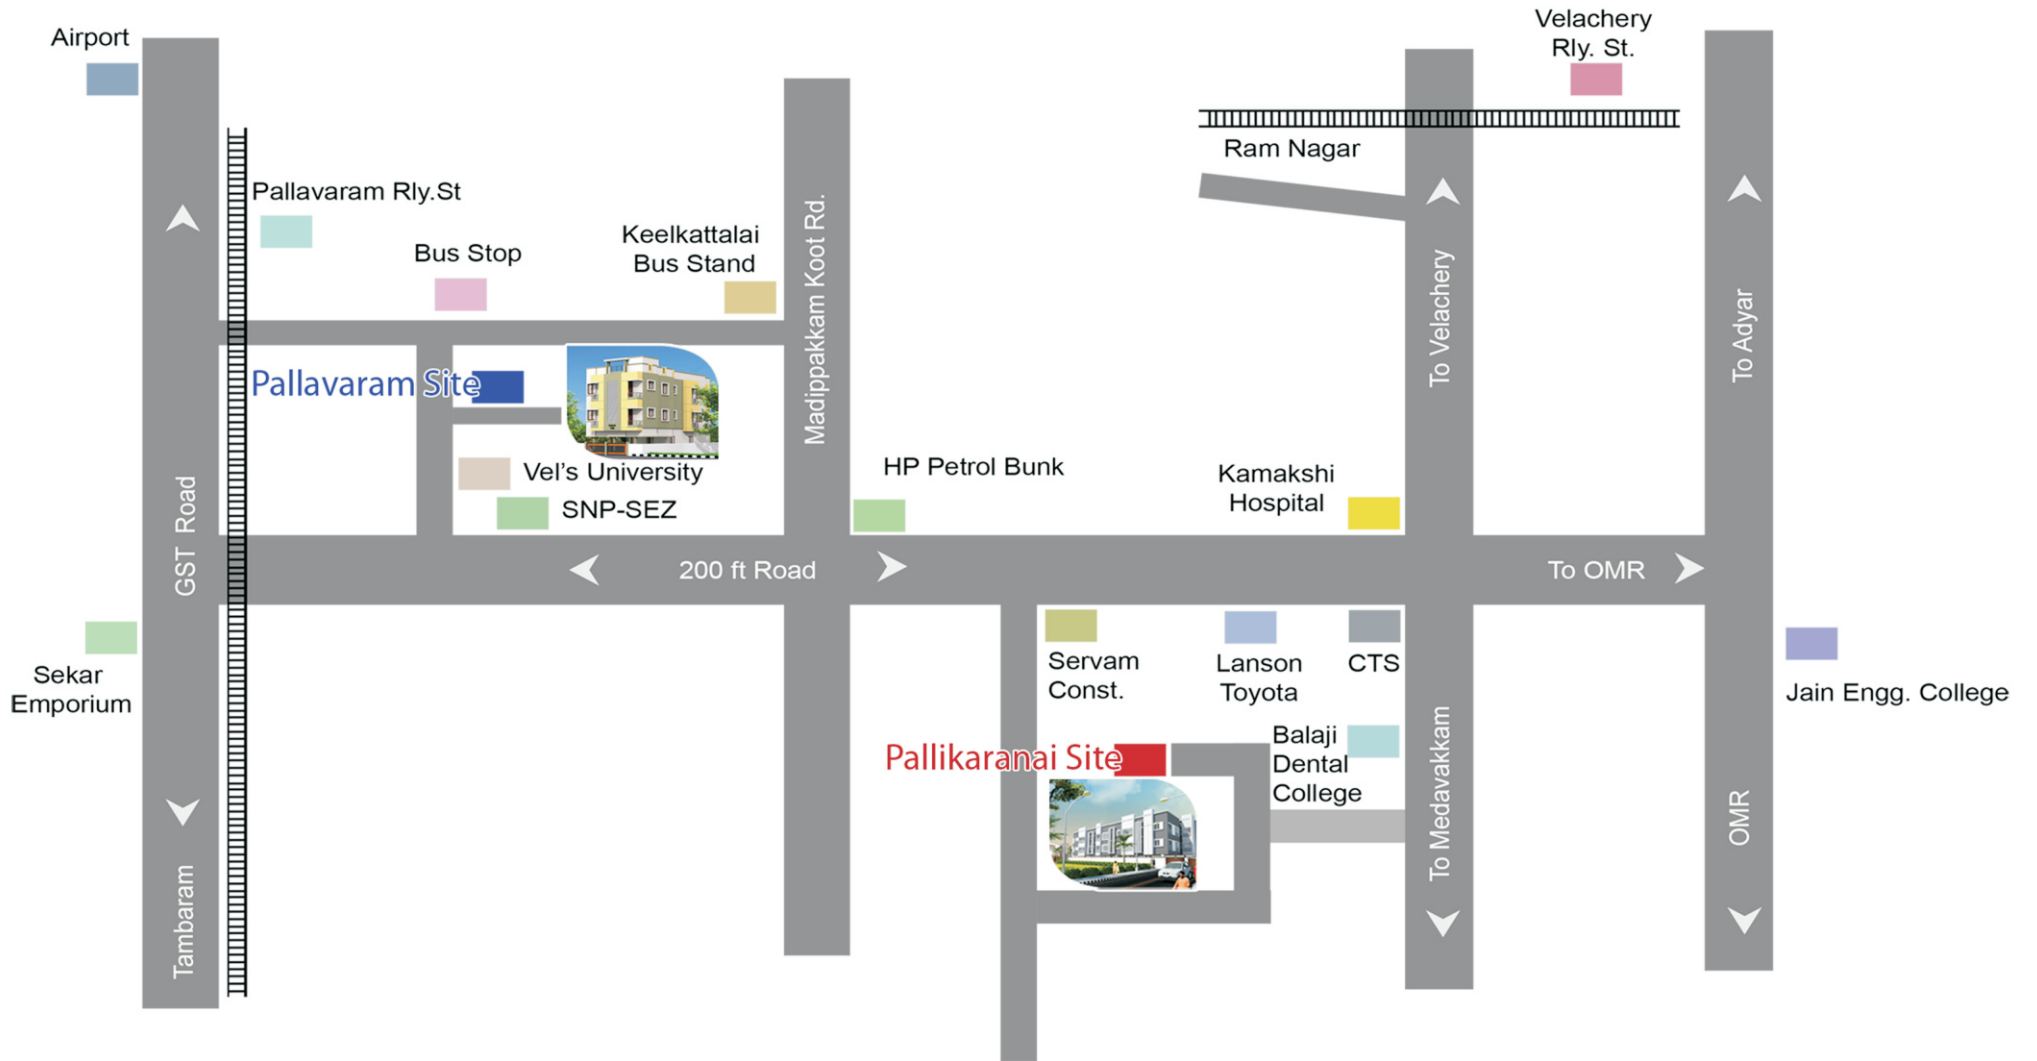 Airport
Velachery
Rly. St.
Ram Nagar
Pallavaram Rly.St
Bus Stop
Keelkattalai
Bus Stand
Madippakkam Koot Rd.
To Velachery
To Adyar
Pallavaram Site
Vel's University
SNP-SEZ
HP Petrol Bunk
Kamakshi
Hospital
GST Road
200 ft Road
To OMR
Sekar
Emporium
Servam
Const.
Lanson
Toyota
CTS
Jain Engg. College
Pallikaranai Site
Balaji
Dental
College
To Medavakkam
OMR
Tambaram